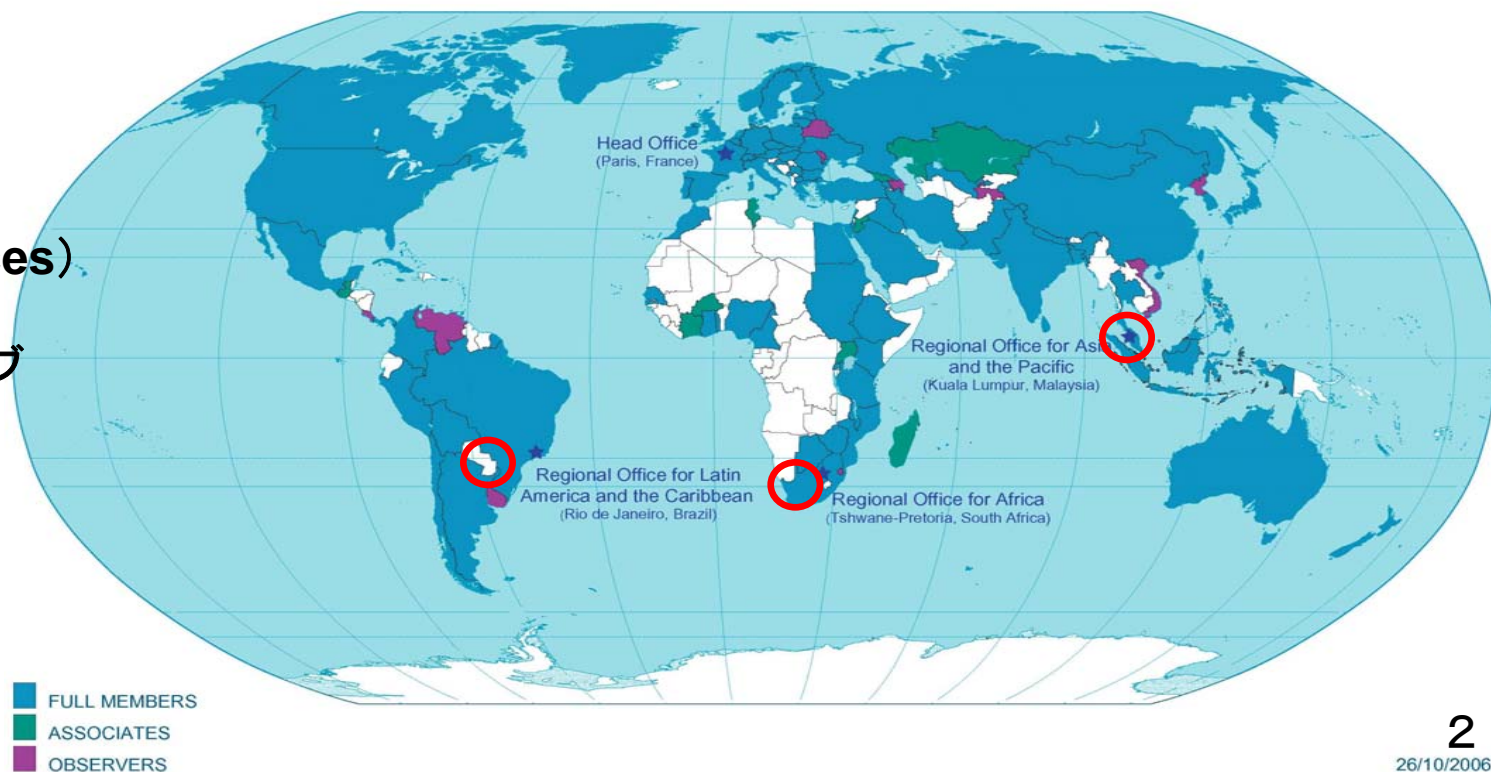 Head Office
(Paris, France)
es）
ブ
Regional Office for Asia
and the Pacific
(Kuala Lumpur, Malaysia)
Regional Office for Latin
America and the Caribbean
(Rio de Janeiro, Brazil)
Regional Office for Africa
(Tshwane-Pretoria, South Africa)
FULL MEMBERS
ASSOCIATES
OBSERVERS
２
26/10/2006